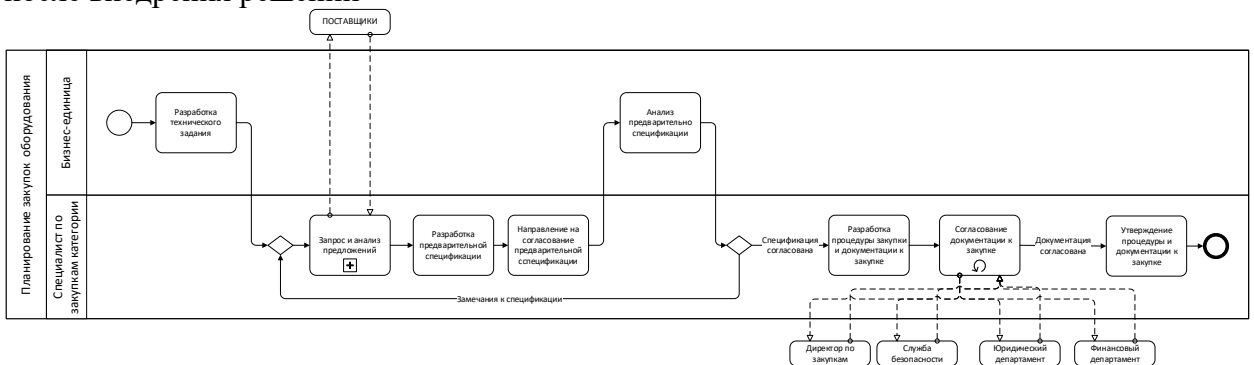 после внедрения решений
ПОСТАВЩИКИ
Планирование закупок оборудования
Бизнес-единица
Разработка
технического
задания
Анализ
предварительно
спецификации
Специалист по
закупкам категории
Запрос и анализ
предложений
Разработка
предварительной
спецификации
Направление на
согласование
предварительной
сспецификации
Спецификация
согласована
Разработка
процедуры закупки
и документации к
закупке
Согласование
документации к
закупке
Документация
согласована
Утверждение
процедуры и
документации к
закупке
Замечания к спецификации
Директор по
закупкам
Служба
безопасности
Юридический
департамент
Финансовый
департамент